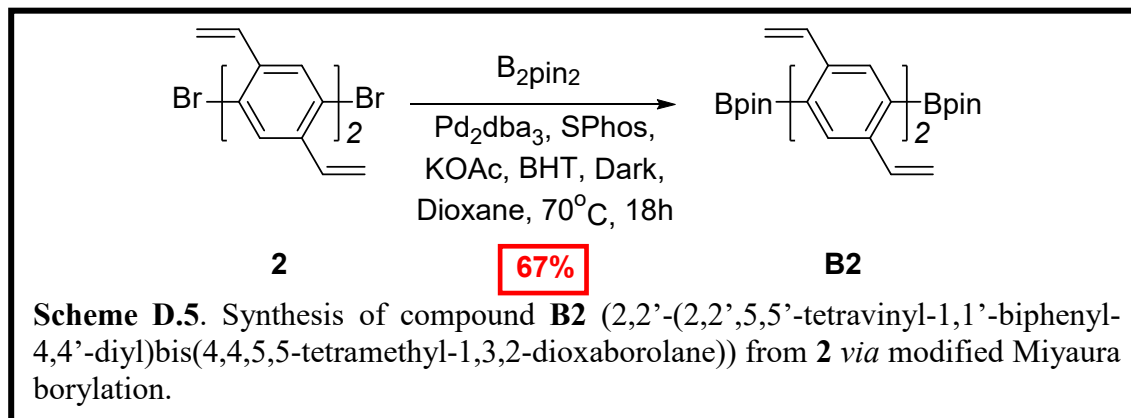 B2pin2
Br Br Bpin Bpin
2 2
Pd2dba3, SPhos,
KOAc, BHT, Dark,
Dioxane, 70oC, 18h
2 67% B2
Scheme D.5. Synthesis of compound B2 (2,2’-(2,2’,5,5’-tetravinyl-1,1’-biphenyl-
4,4’-diyl)bis(4,4,5,5-tetramethyl-1,3,2-dioxaborolane)) from 2 via modified Miyaura
borylation.